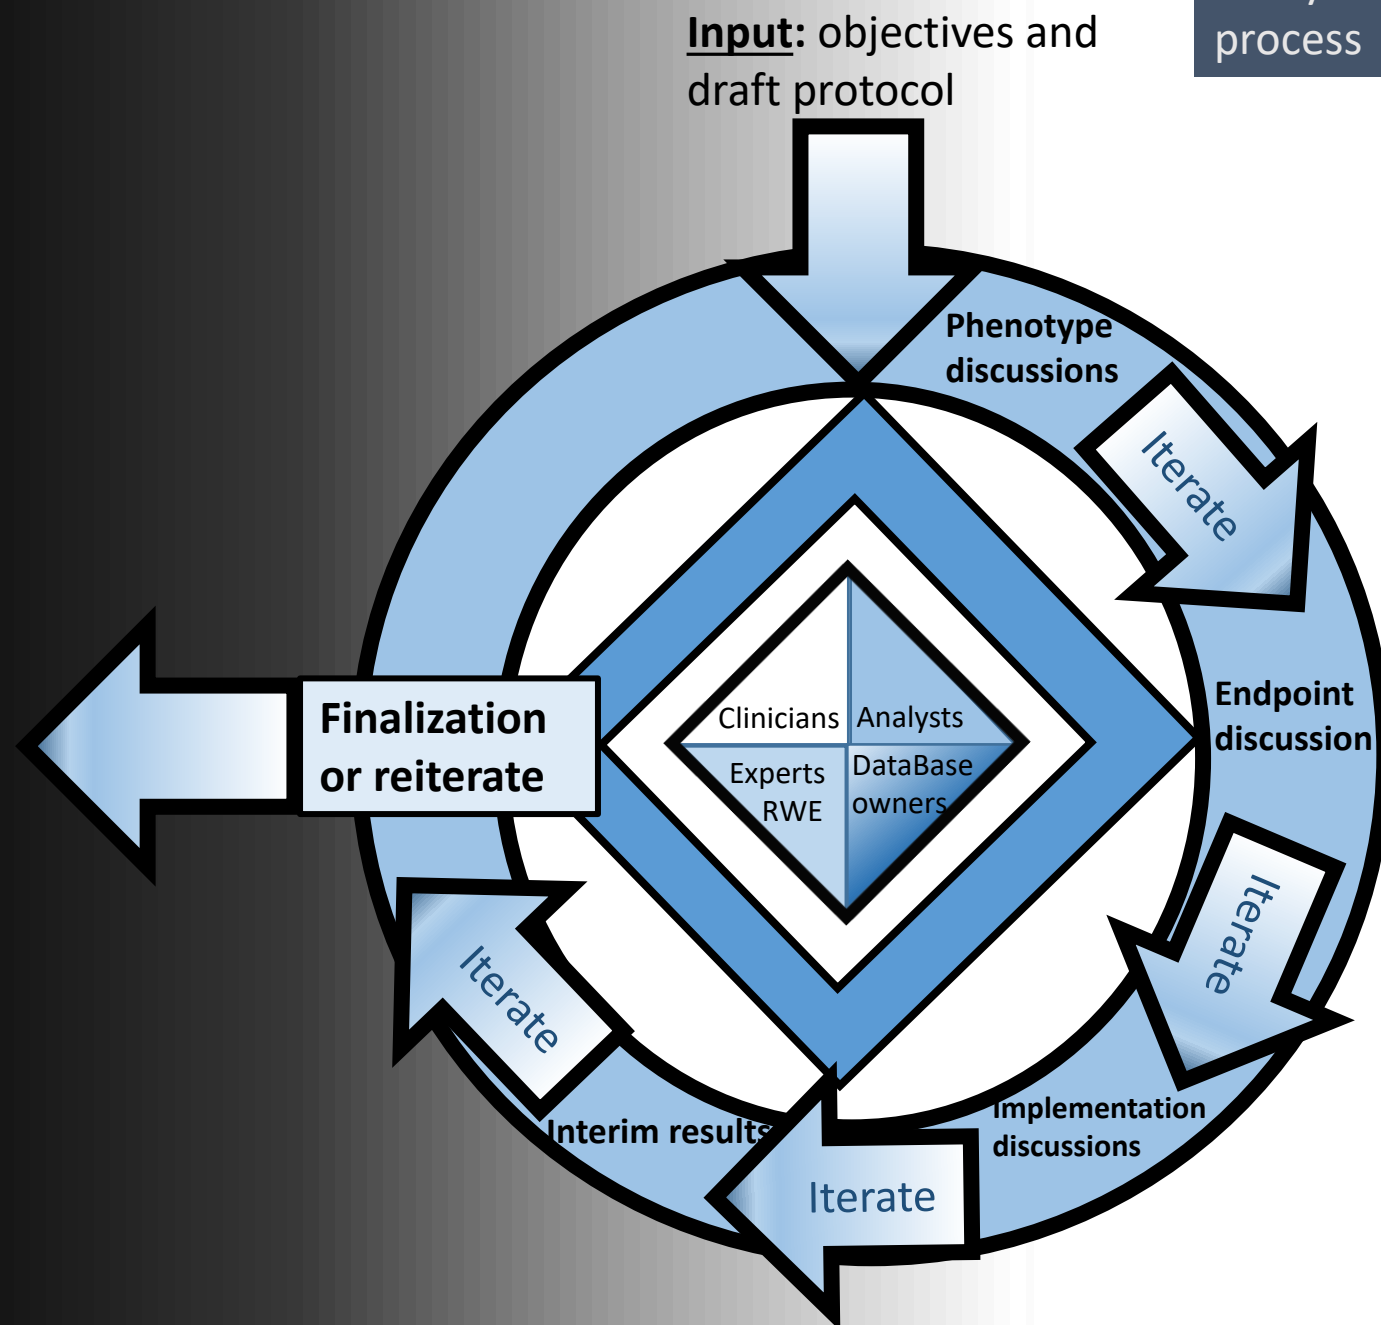 Input: objectives and
draft protocol
process
Phenotype
discussions
Iterate
Endpoint
discussion
Iterate
Implementation
discussions
Iterate
Interim results
Iterate
Finalization
or reiterate
Clinicians
Analysts
Experts
RWE
DataBase
owners